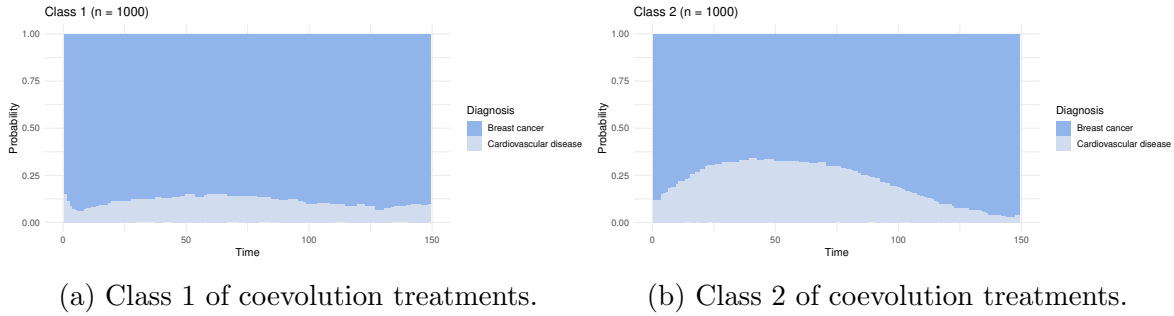 Class 1 (n = 1000)
1.00
0.75
0.50
0.25
0.00
Probability
0
50
100
150
Time
Diagnosis
Breast cancer
Cardiovascular disease
(a) Class 1 of coevolution treatments.
Class 2 (n = 1000)
1.00
0.75
0.50
0.25
0.00
Probability
0
50
100
150
Time
Diagnosis
Breast cancer
Cardiovascular disease
(b) Class 2 of coevolution treatments.